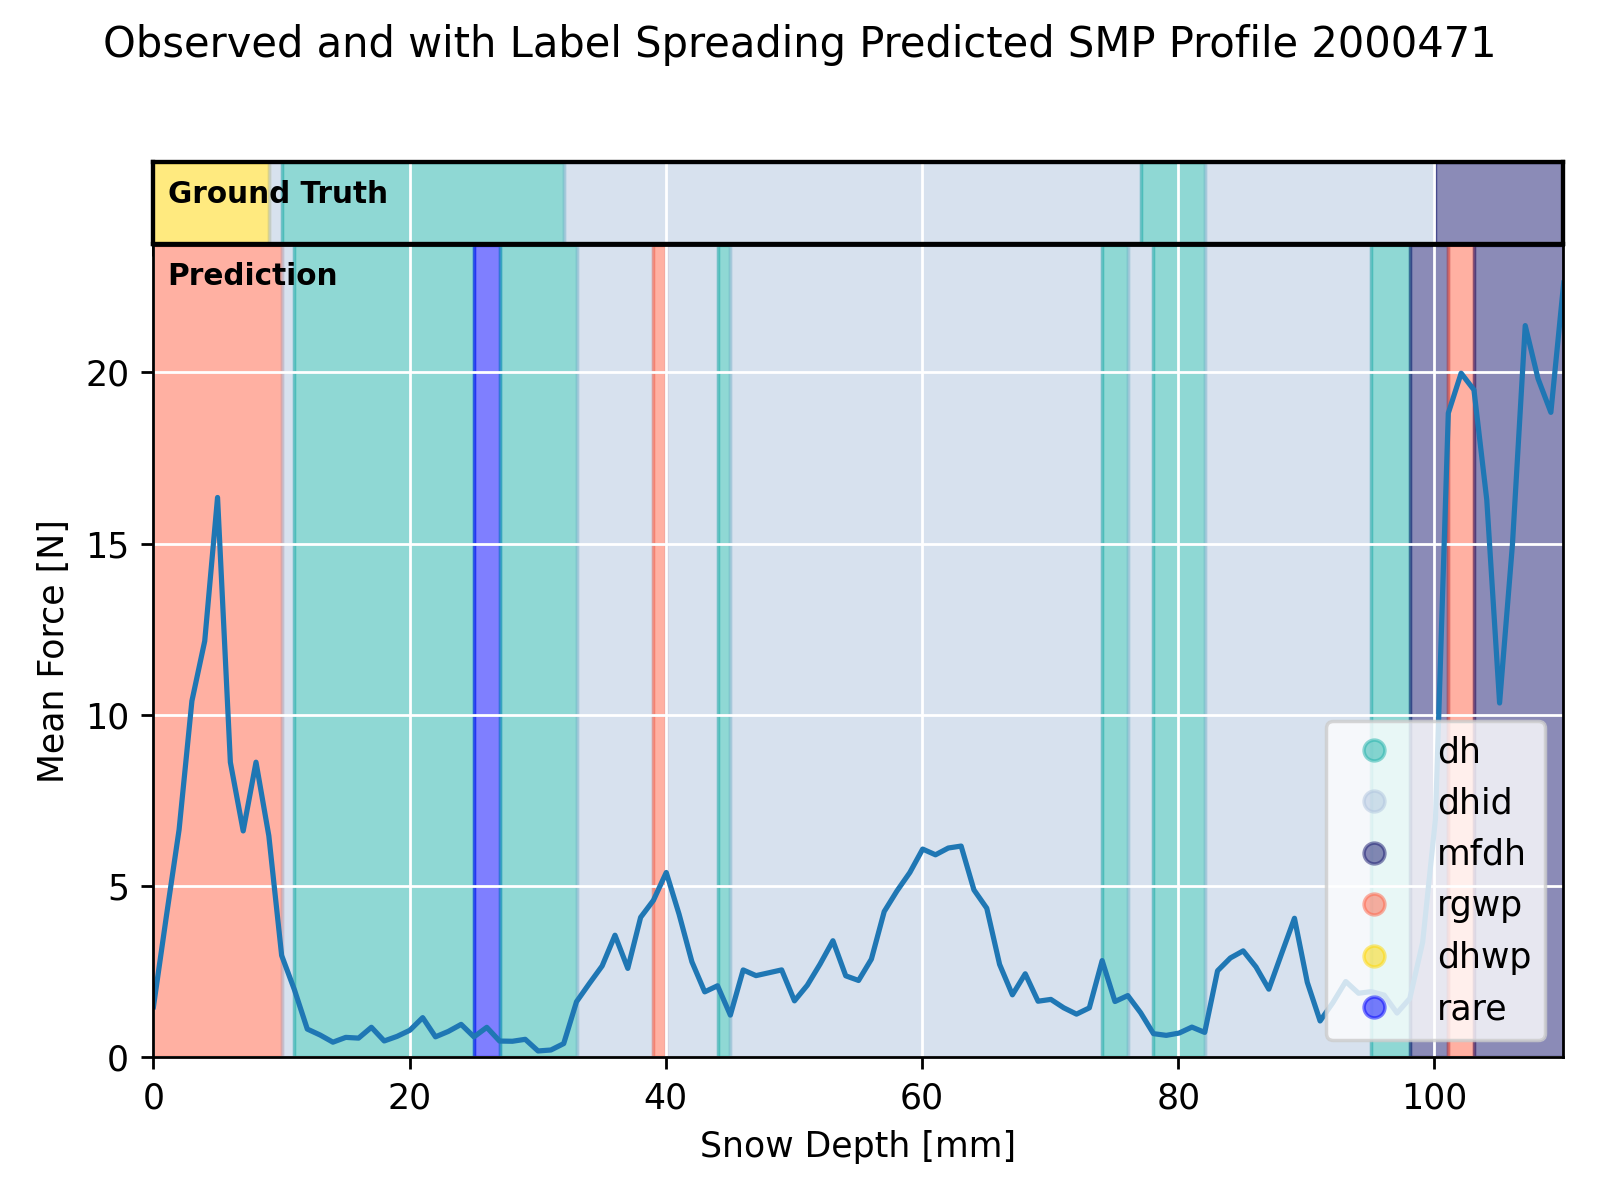 Observed and with Label Spreading Predicted SMP Profile 2000471
Ground Truth
Prediction
20
15
10
5
0
Mean Force [N]
dh
dhid
mfdh
rgwp
dhwp
rare
0 20 40 60 80 100
Snow Depth [mm]